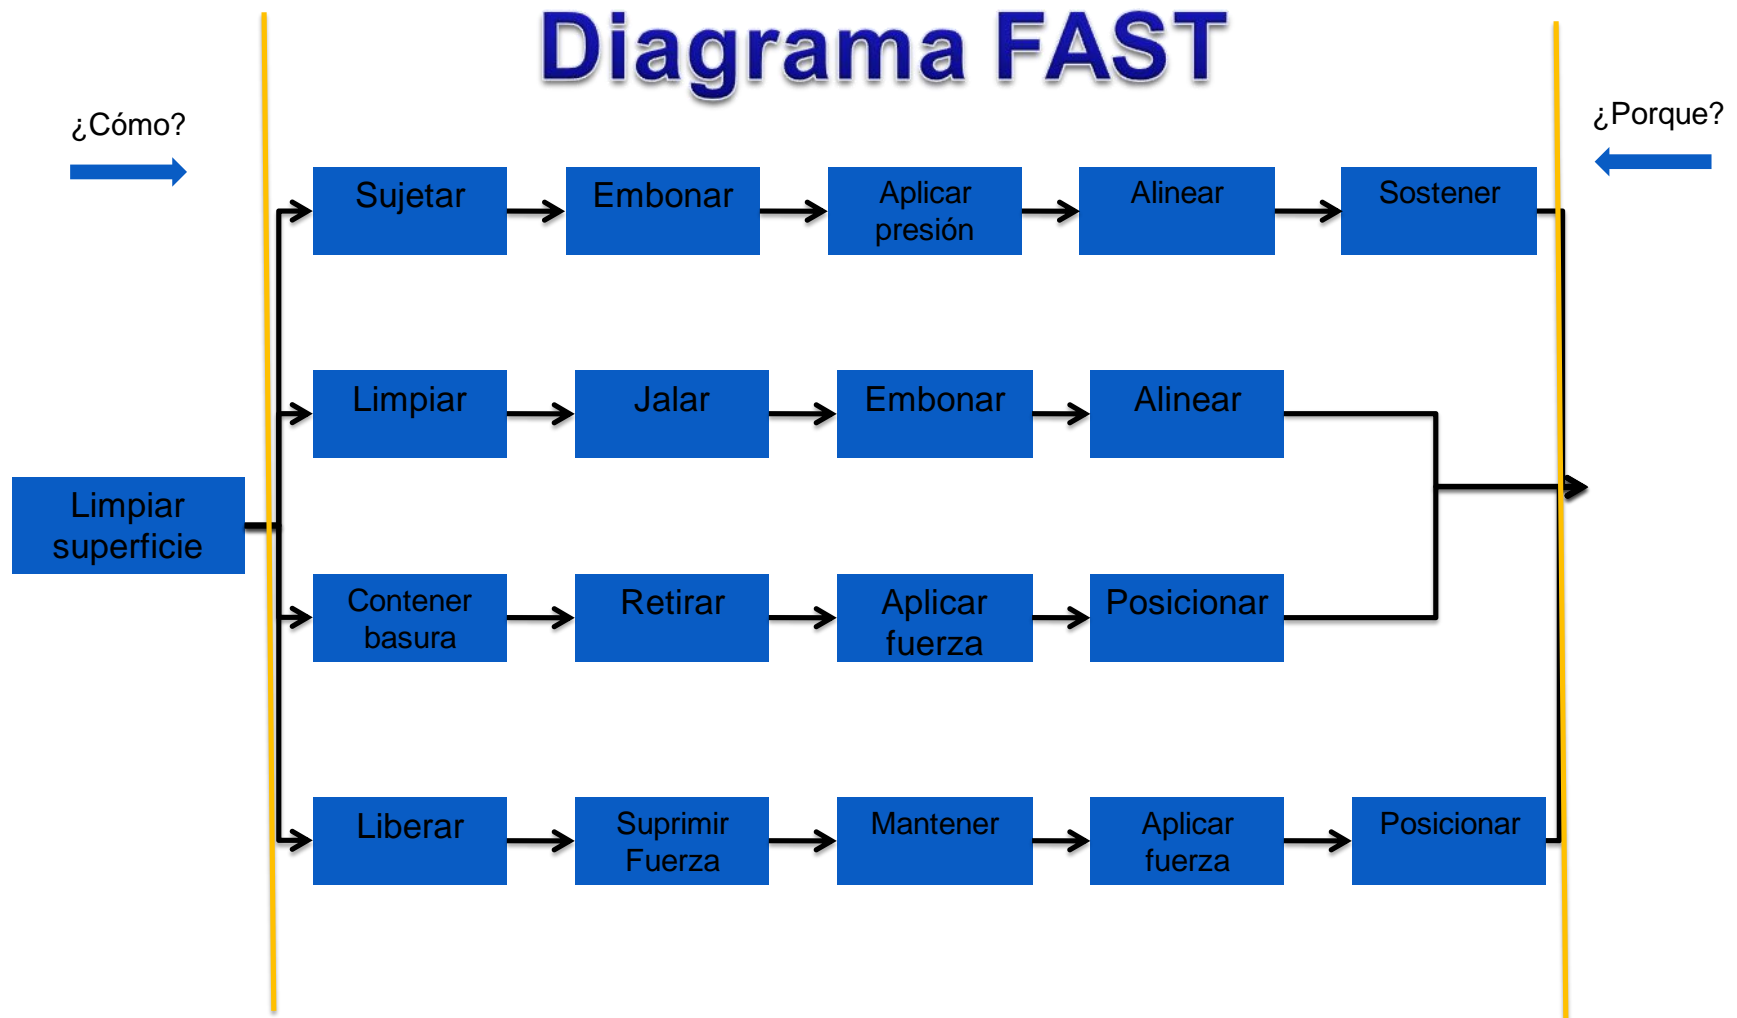 Diagrama FAST
¿Cómo?
¿Porque?
Sujetar
Embonar
Aplicar
presión
Alinear
Sostener
Limpiar
Jalar
Embonar
Alinear
Limpiar
superficie
Contener
basura
Retirar
Aplicar
fuerza
Posicionar
Liberar
Suprimir
Fuerza
Mantener
Aplicar
fuerza
Posicionar